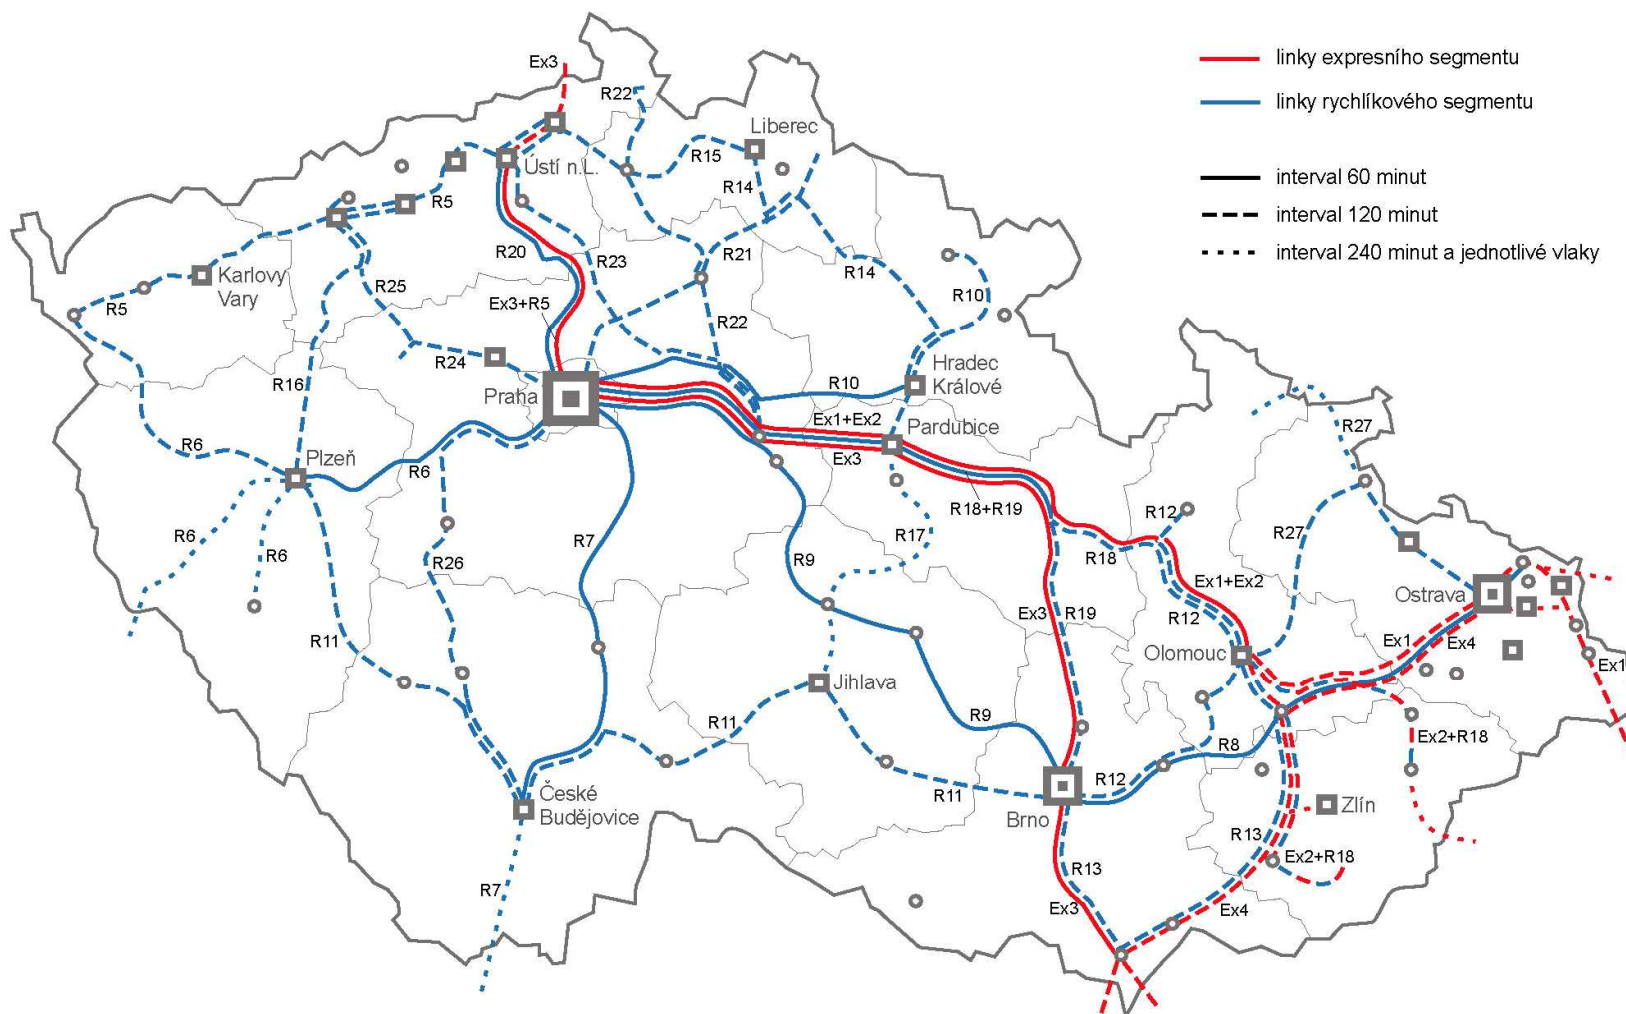 linky expresního segmentu
linky rychlíkového segmentu
interval 60 minut
interval 120 minut
interval 240 minut a jednotlivé vlaky
Ex3
R22
Liberec
R15
Ústí n.L.
R14
R5
R20
R23
R21
R14
Karlovy
Vary
R5
R25
R10
Ex3+R5
R22
R24
R16
Praha
R10
Hradec
Králové
Ex1+Ex2
Pardubice
Ex3
R27
R6
Plzeň
R6
R18+R19
R12
R6
R6
R26
R7
R9
R17
R18
R27
Ex1+Ex2
Ex3
R19
R12
Ostrava
R11
Olomouc
Ex1
Ex4
Ex1
Jihlava
R11
R9
R8
Ex2+R18
R12
R11
České
Budějovice
Brno
Zlín
R13
Ex2+R18
R13
R7
Ex3
Ex4